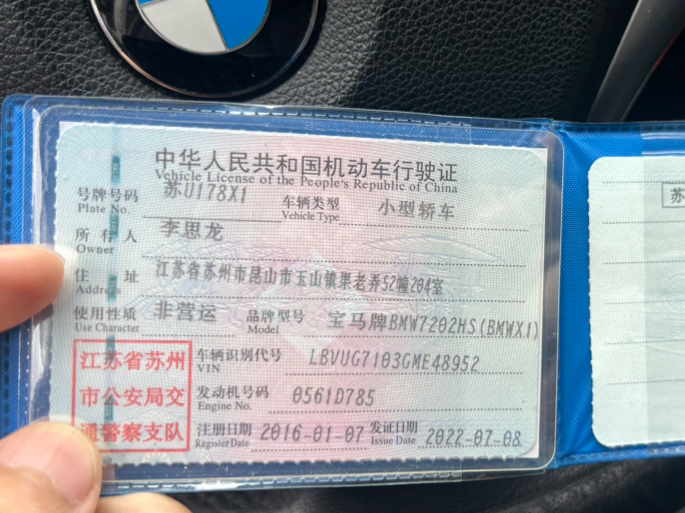 中华人民共和国机动车行驶证
Vehicle License of the People's Republic of China
号牌号码 苏U178X1 车辆类型 小型轿车
Plate No. Vehicle Type
所有人 李思龙
Owner
住址 江苏省苏州市昆山市玉山镇渠老弄52幢204室
Address
使用性质 非营运 品牌型号 宝马牌BMW7202HS(BMWX1)
Use Character Model
江苏省苏州
市公安局交
通警察支队
车辆识别代号 LBVUG7103GME48952
VIN
发动机号码 0561D785
Engine No.
注册日期 2016-01-07 发证日期 2022-07-08
Register Date Issue Date
苏